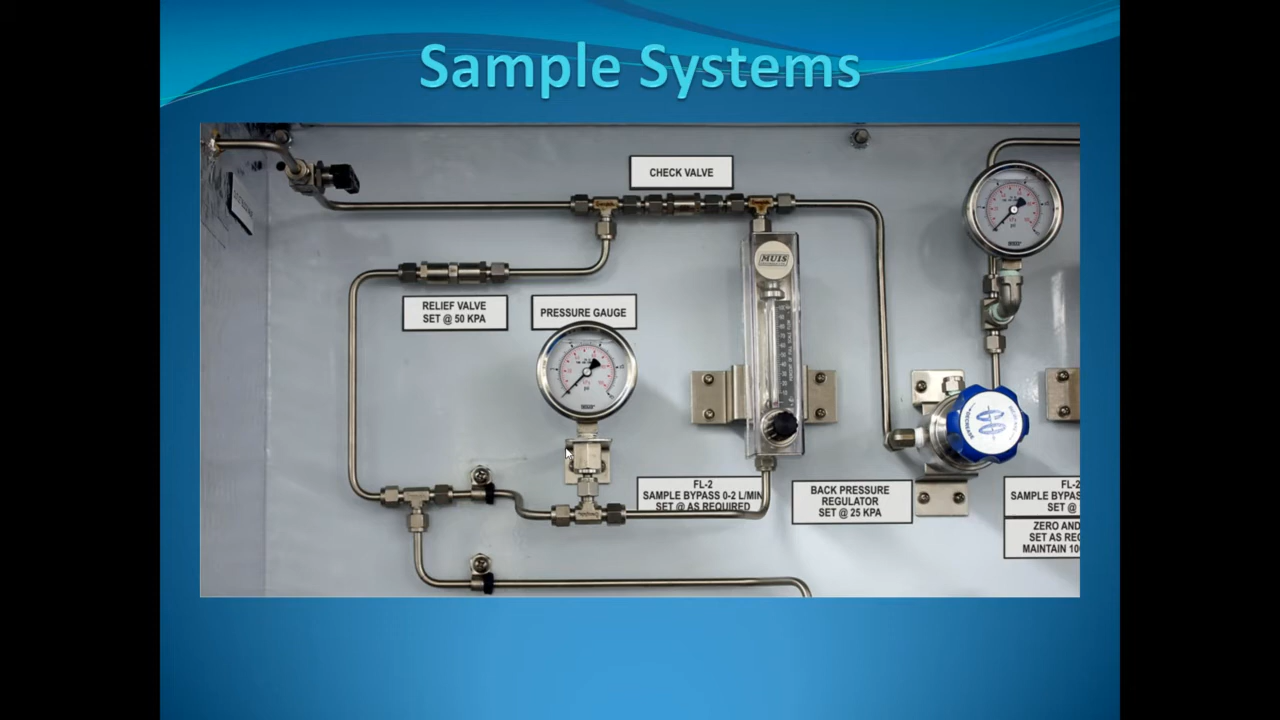 Sample Systems
CHECK VALVE
MUIS
RELIEF VALVE
SET @ 50 KPA
PRESSURE GAUGE
FL-2
SAMPLE BYPASS 0-2 L/MIN
SET @ AS REQUIRED
BACK PRESSURE
REGULATOR
SET @ 25 KPA
FL-2
SAMPLE BYPAS
SET @
ZERO AND
SET AS REQ
MAINTAIN 10